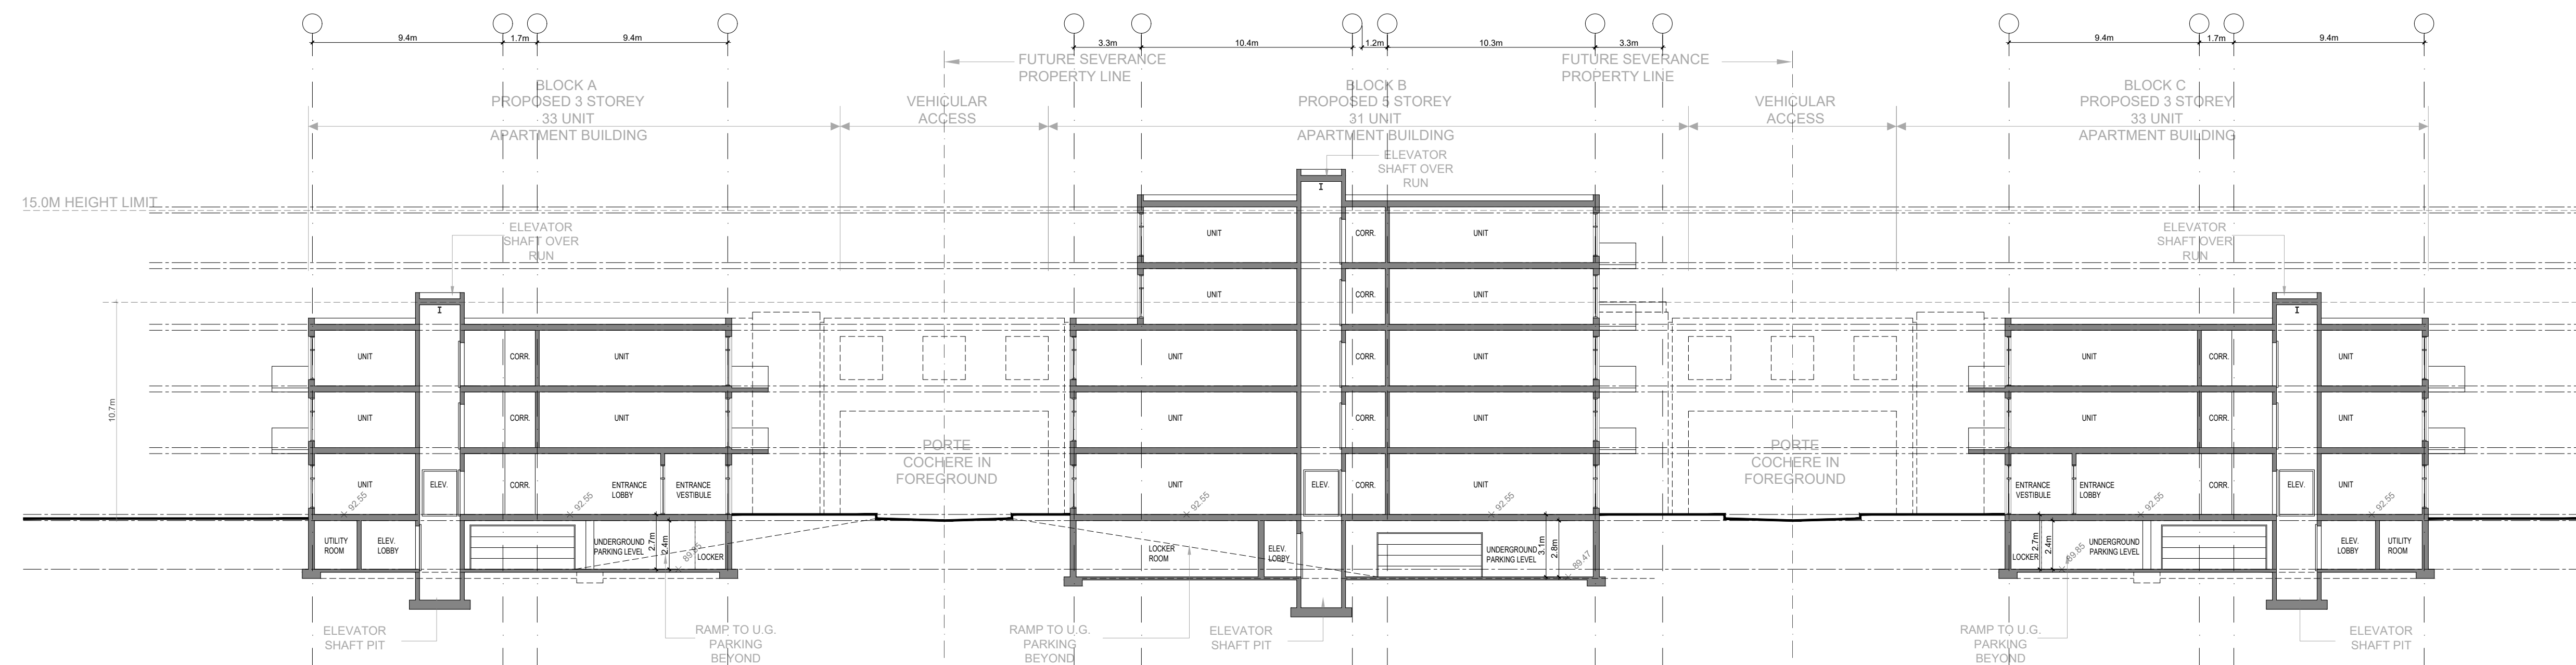 9.4m
1.7m
9.4m
3.3m
10.4m
1.2m
10.3m
3.3m
9.4m
1.7m
9.4m
FUTURE SEVERANCE
PROPERTY LINE
FUTURE SEVERANCE
PROPERTY LINE
BLOCK A
PROPOSED 3 STOREY
33 UNIT
APARTMENT BUILDING
VEHICULAR
ACCESS
BLOCK B
PROPOSED 5 STOREY
31 UNIT
APARTMENT BUILDING
VEHICULAR
ACCESS
BLOCK C
PROPOSED 3 STOREY
33 UNIT
APARTMENT BUILDING
ELEVATOR
SHAFT OVER
RUN
15.0M HEIGHT LIMIT
ELEVATOR
SHAFT OVER
RUN
ELEVATOR
SHAFT OVER
RUN
UNIT
CORR.
UNIT
UNIT
CORR.
UNIT
UNIT
CORR.
UNIT
UNIT
CORR.
UNIT
UNIT
CORR.
UNIT
10.7m
UNIT
CORR.
UNIT
UNIT
CORR.
UNIT
UNIT
CORR.
UNIT
PORTE
COCHERE IN
FOREGROUND
PORTE
COCHERE IN
FOREGROUND
UNIT
92.55
ELEV.
CORR.
92.55
ENTRANCE
LOBBY
ENTRANCE
VESTIBULE
UNIT
92.55
ELEV.
CORR.
UNIT
92.55
ENTRANCE
VESTIBULE
ENTRANCE
LOBBY
92.55
CORR.
ELEV.
UNIT
92.55
UTILITY
ROOM
ELEV.
LOBBY
UNDERGROUND
PARKING LEVEL
2.7m
2.4m
89.85
LOCKER
LOCKER
ROOM
ELEV.
LOBBY
UNDERGROUND
PARKING LEVEL
3.1m
2.8m
89.47
LOCKER
2.7m
2.4m
89.85
UNDERGROUND
PARKING LEVEL
ELEV.
LOBBY
UTILITY
ROOM
ELEVATOR
SHAFT PIT
RAMP TO U.G.
PARKING
BEYOND
RAMP TO U.G.
PARKING
BEYOND
ELEVATOR
SHAFT PIT
RAMP TO U.G.
PARKING
BEYOND
ELEVATOR
SHAFT PIT